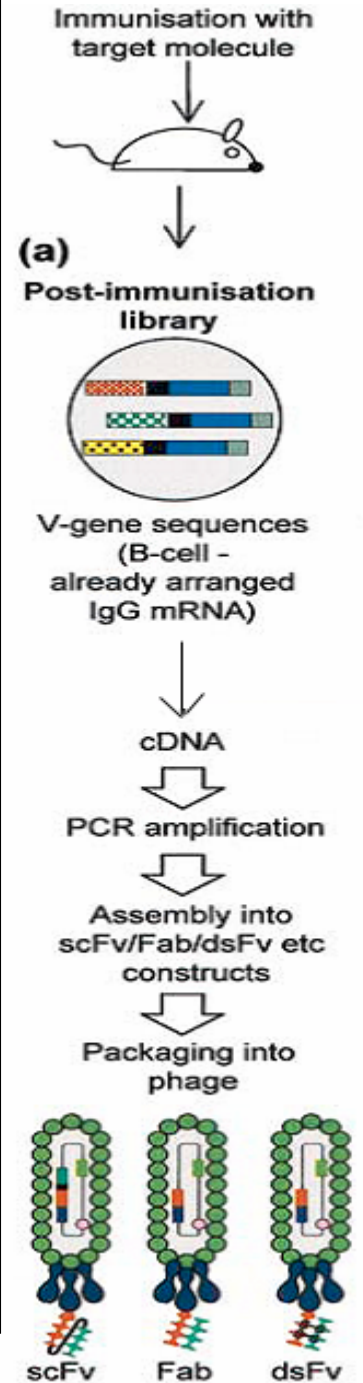 Immunisation with
target molecule
(a)
Post-immunisation
library
V-gene sequences
(B-cell -
already arranged
IgG mRNA)
cDNA
PCR amplification
Assembly into
scFv/Fab/dsFv etc
constructs
Packaging into
phage
scFv Fab dsFv